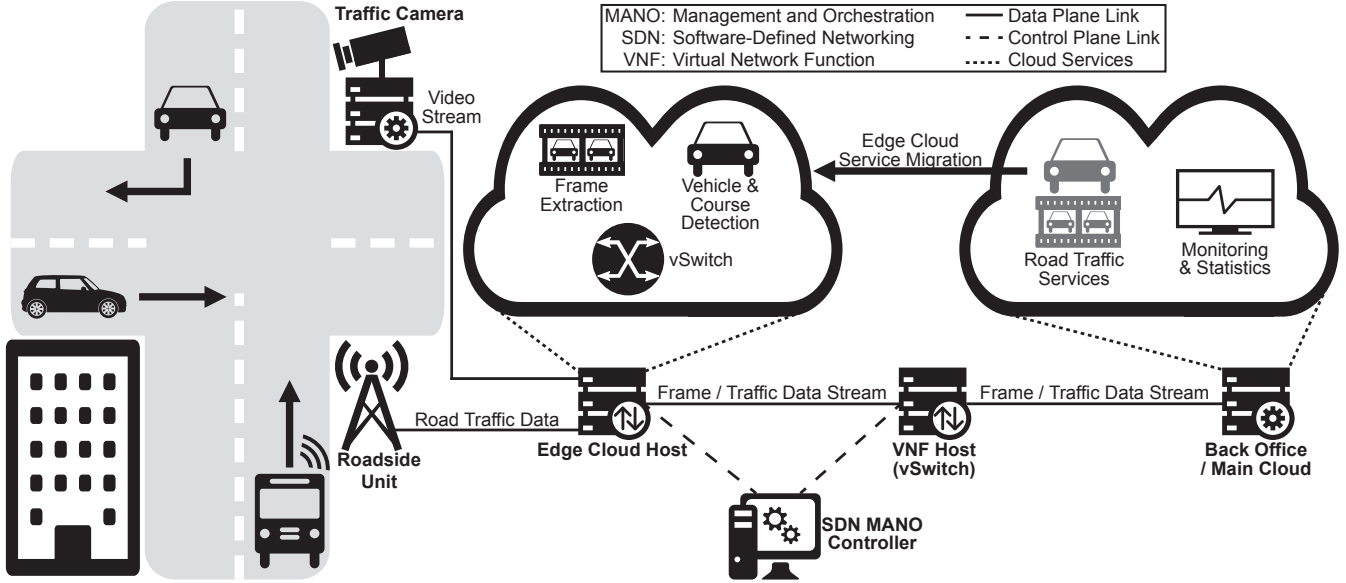 Traffic Camera
MANO: Management and Orchestration
SDN: Software-Defined Networking
VNF: Virtual Network Function
Data Plane Link
Control Plane Link
Cloud Services
Video
Stream
Frame
Extraction
Vehicle &
Course
Detection
vSwitch
Edge Cloud
Service Migration
Road Traffic
Services
Monitoring
& Statistics
Road Traffic Data
Roadside
Unit
Edge Cloud Host
Frame / Traffic Data Stream
VNF Host
(vSwitch)
Frame / Traffic Data Stream
Back Office
/ Main Cloud
SDN MANO
Controller